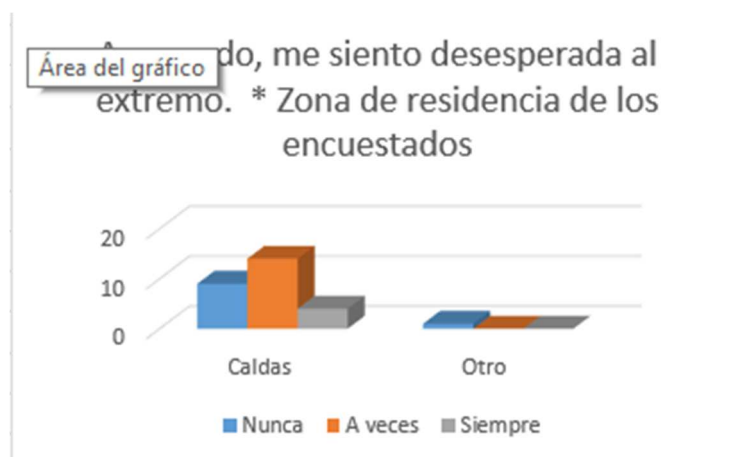 do, me siento desesperada al
Área del gráfico
extremo. * Zona de residencia de los
encuestados
20
10
0
Caldas Otro
Nunca A veces Siempre